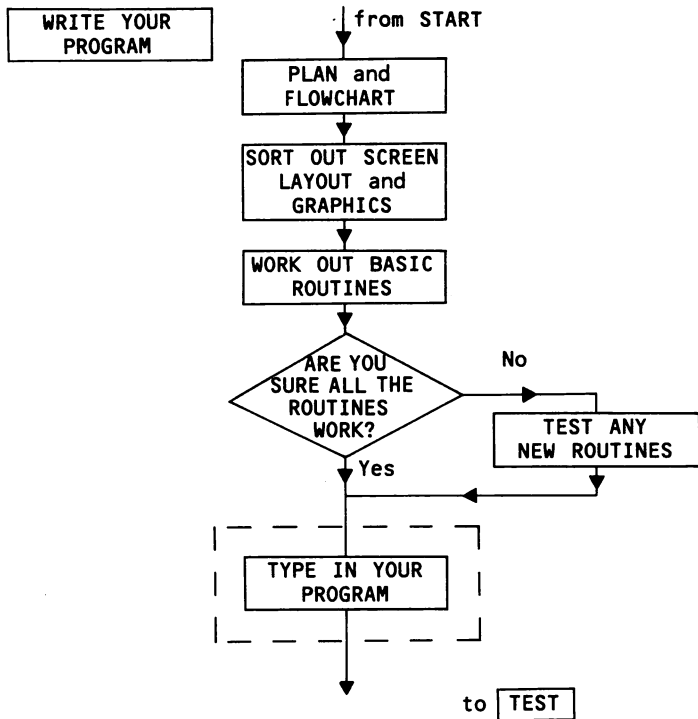 WRITE YOUR
PROGRAM
from START
PLAN and
FLOWCHART
SORT OUT SCREEN
LAYOUT and
GRAPHICS
WORK OUT BASIC
ROUTINES
ARE YOU
SURE ALL THE
ROUTINES
WORK?
No
TEST ANY
NEW ROUTINES
Yes
TYPE IN YOUR
PROGRAM
to TEST